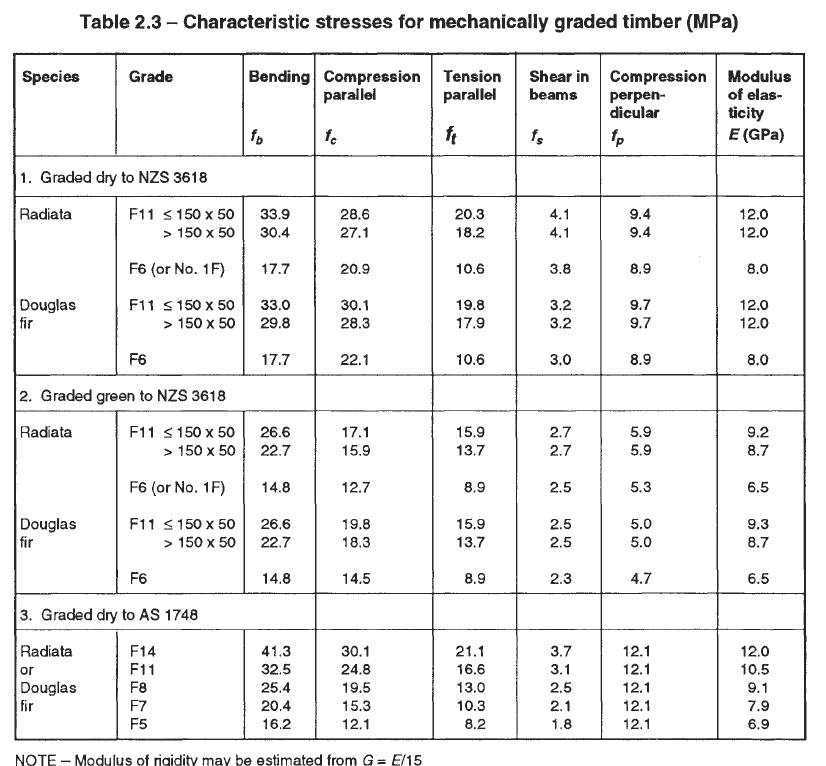 Table 2.3 – Characteristic stresses for mechanically graded timber (MPa)
Species Grade Bending Compression Tension Shear in Compression Modulus
parallel parallel beams perpen- of elas-
dicular ticity
fb fc ft fs fp E (GPa)
1. Graded dry to NZS 3618
Radiata F11 ≤ 150 x 50 33.9 28.6 20.3 4.1 9.4 12.0
> 150 x 50 30.4 27.1 18.2 4.1 9.4 12.0
F6 (or No. 1F) 17.7 20.9 10.6 3.8 8.9 8.0
Douglas F11 ≤ 150 x 50 33.0 30.1 19.8 3.2 9.7 12.0
fir > 150 x 50 29.8 28.3 17.9 3.2 9.7 12.0
F6 17.7 22.1 10.6 3.0 8.9 8.0
2. Graded green to NZS 3618
Radiata F11 ≤ 150 x 50 26.6 17.1 15.9 2.7 5.9 9.2
> 150 x 50 22.7 15.9 13.7 2.7 5.9 8.7
F6 (or No. 1F) 14.8 12.7 8.9 2.5 5.3 6.5
Douglas F11 ≤ 150 x 50 26.6 19.8 15.9 2.5 5.0 9.3
fir > 150 x 50 22.7 18.3 13.7 2.5 5.0 8.7
F6 14.8 14.5 8.9 2.3 4.7 6.5
3. Graded dry to AS 1748
Radiata F14 41.3 30.1 21.1 3.7 12.1 12.0
or F11 32.5 24.8 16.6 3.1 12.1 10.5
Douglas F8 25.4 19.5 13.0 2.5 12.1 9.1
fir F7 20.4 15.3 10.3 2.1 12.1 7.9
F5 16.2 12.1 8.2 1.8 12.1 6.9
NOTE – Modulus of rigidity may be estimated from G = E/15